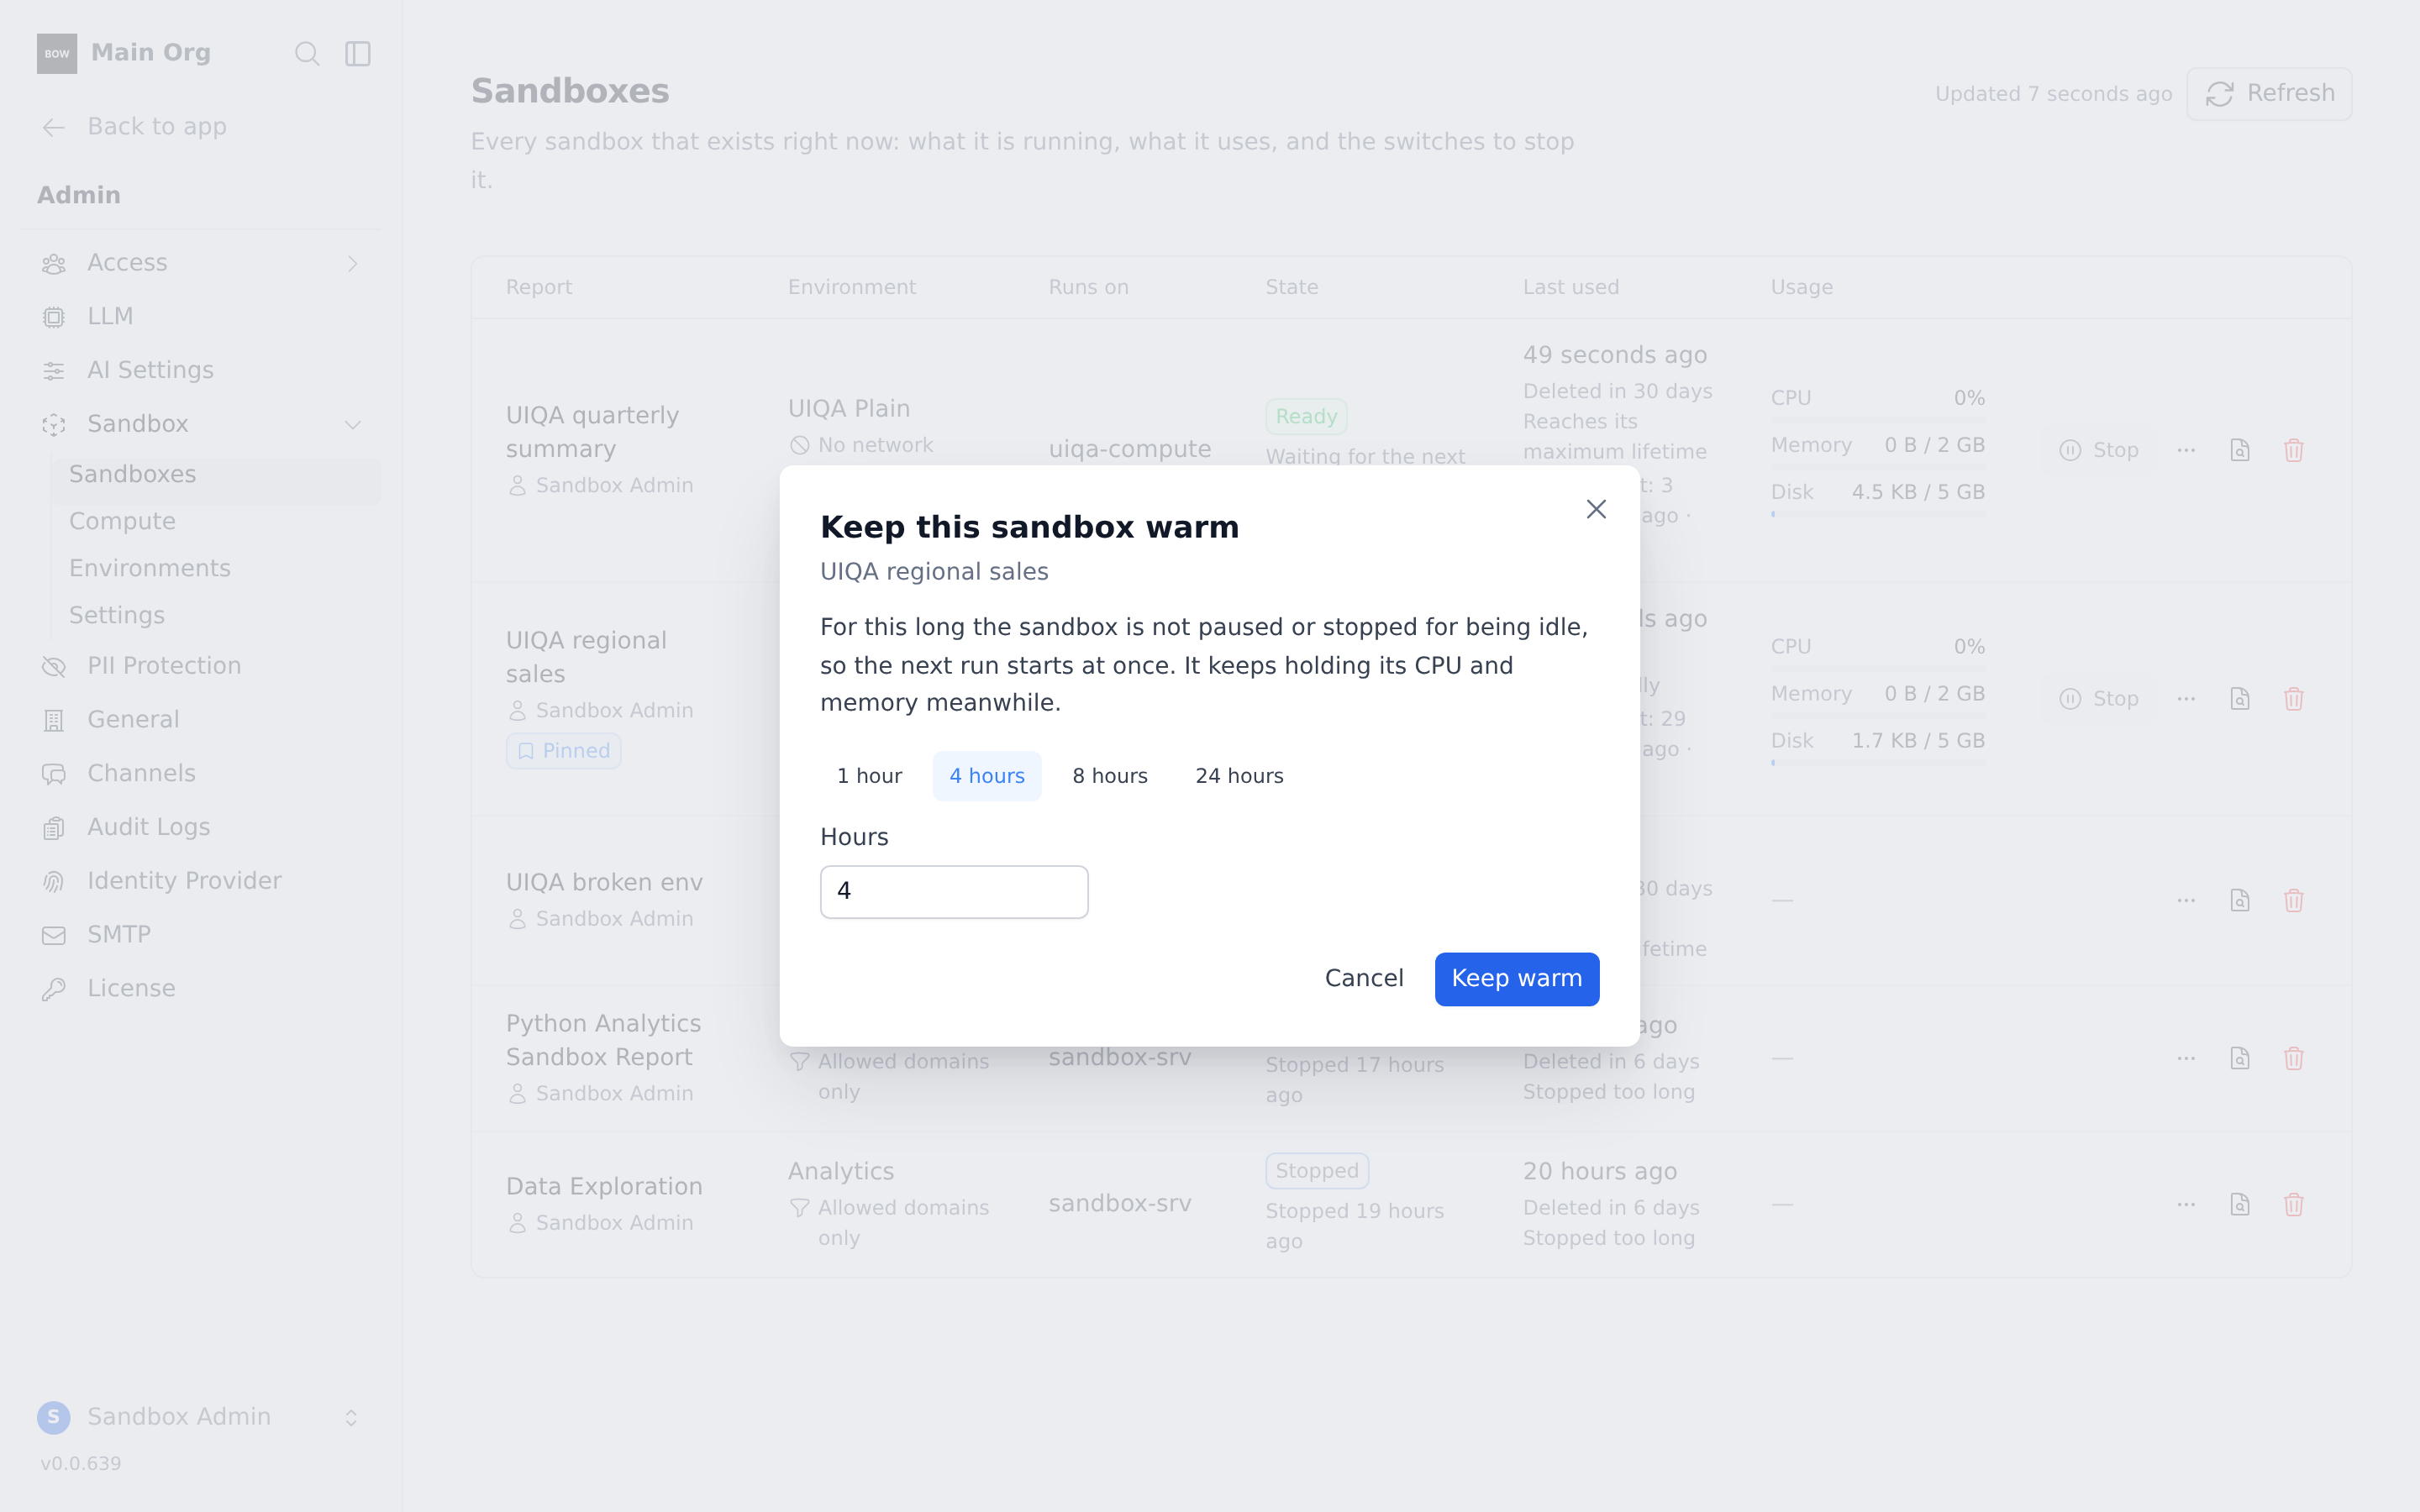 BOW Main Org
Back to app
Admin
Access
LLM
AI Settings
Sandbox
Sandboxes
Compute
Environments
Settings
PII Protection
General
Channels
Audit Logs
Identity Provider
SMTP
License
S Sandbox Admin
v0.0.639
Sandboxes
Updated 7 seconds ago
Refresh
Every sandbox that exists right now: what it is running, what it uses, and the switches to stop
it.
Report Environment Runs on State Last used Usage
UIQA quarterly
summary
Sandbox Admin
UIQA Plain
No network
uiqa-compute
Ready
Waiting for the next
49 seconds ago
Deleted in 30 days
Reaches its
maximum lifetime
t: 3
ago ·
CPU 0%
Memory 0 B / 2 GB
Disk 4.5 KB / 5 GB
Stop
UIQA regional
sales
Sandbox Admin
Pinned
ds ago
lly
t: 29
ago ·
CPU 0%
Memory 0 B / 2 GB
Disk 1.7 KB / 5 GB
Stop
UIQA broken env
Sandbox Admin
30 days
fetime
—
Python Analytics
Sandbox Report
Sandbox Admin
Allowed domains
only
sandbox-srv
Stopped 17 hours
ago
ago
Deleted in 6 days
Stopped too long
—
Data Exploration
Sandbox Admin
Analytics
Allowed domains
only
sandbox-srv
Stopped
Stopped 19 hours
ago
20 hours ago
Deleted in 6 days
Stopped too long
—
Keep this sandbox warm
UIQA regional sales
For this long the sandbox is not paused or stopped for being idle,
so the next run starts at once. It keeps holding its CPU and
memory meanwhile.
1 hour 4 hours 8 hours 24 hours
Hours
4
Cancel Keep warm